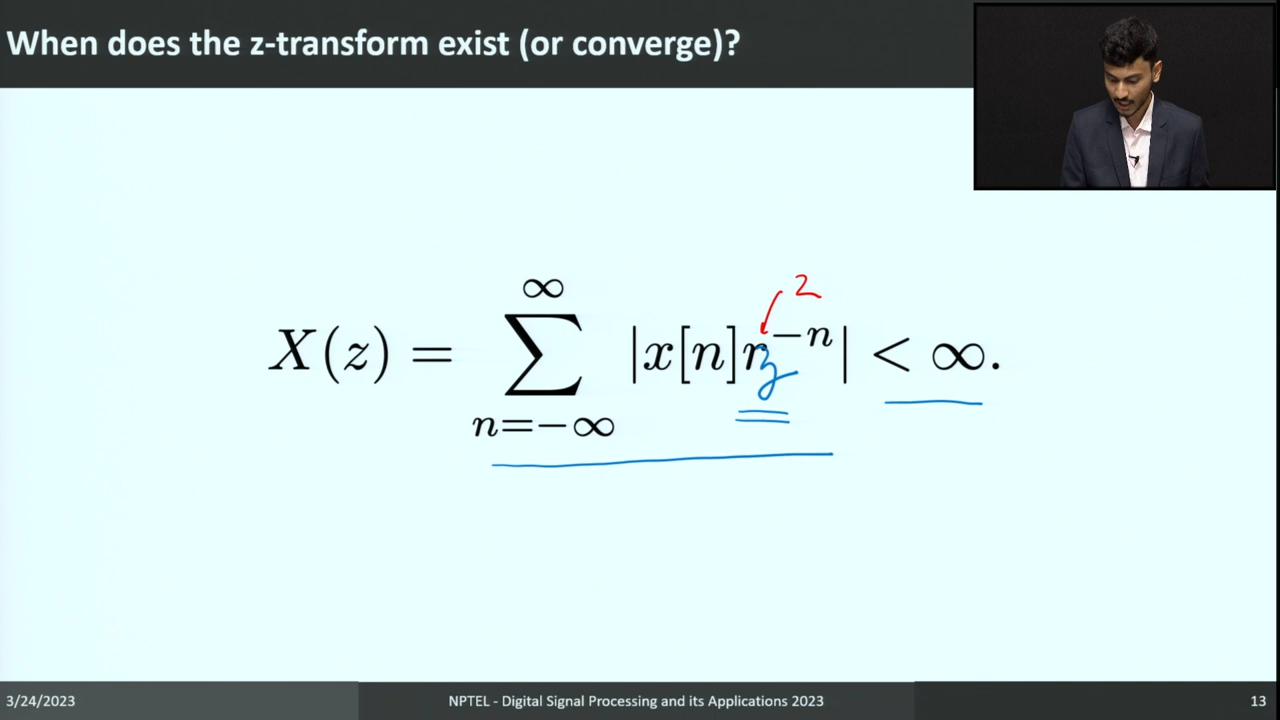 When does the z-transform exist (or converge)?
2
X(z) = ∞∑n=−∞ |x[n]r⁻ⁿ| < ∞.
z
3/24/2023 NPTEL - Digital Signal Processing and its Applications 2023 13